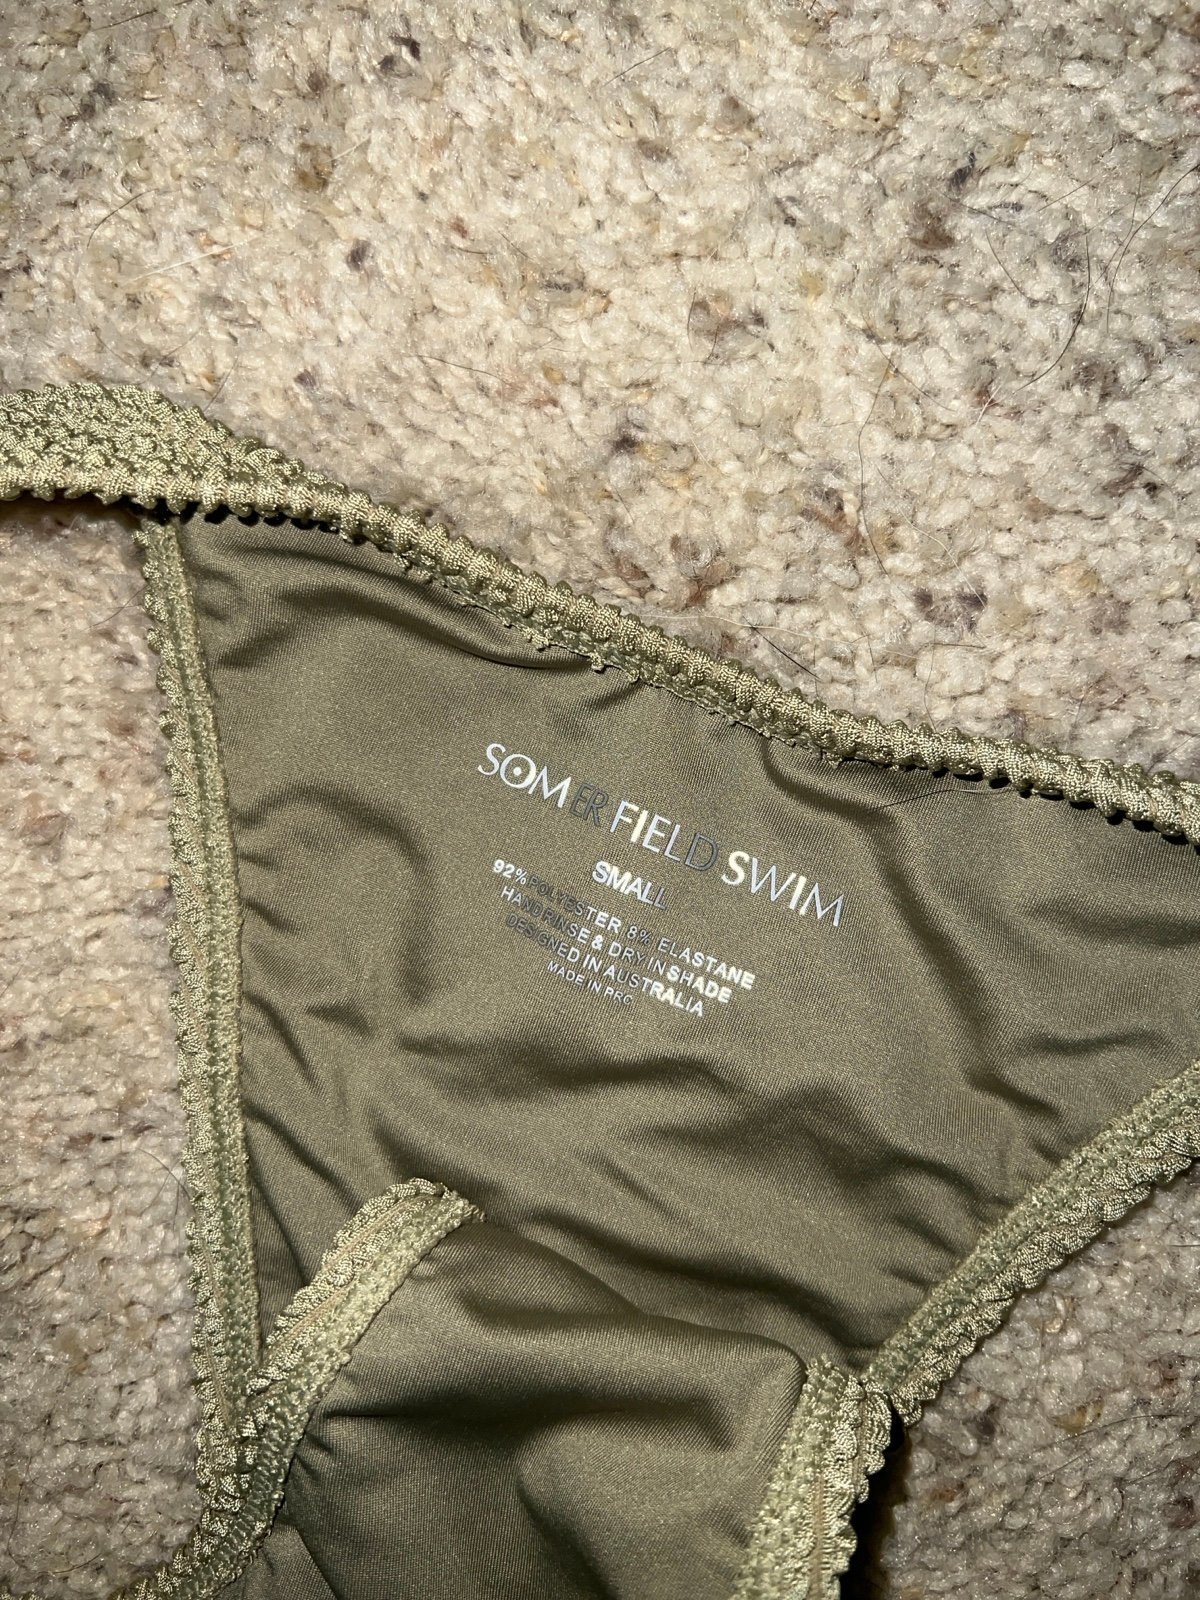 SOMERFIELD SWIM
SMALL
92% POLYESTER 8% ELASTANE
HAND RINSE & DRY IN SHADE
DESIGNED IN AUSTRALIA
MADE IN PRC